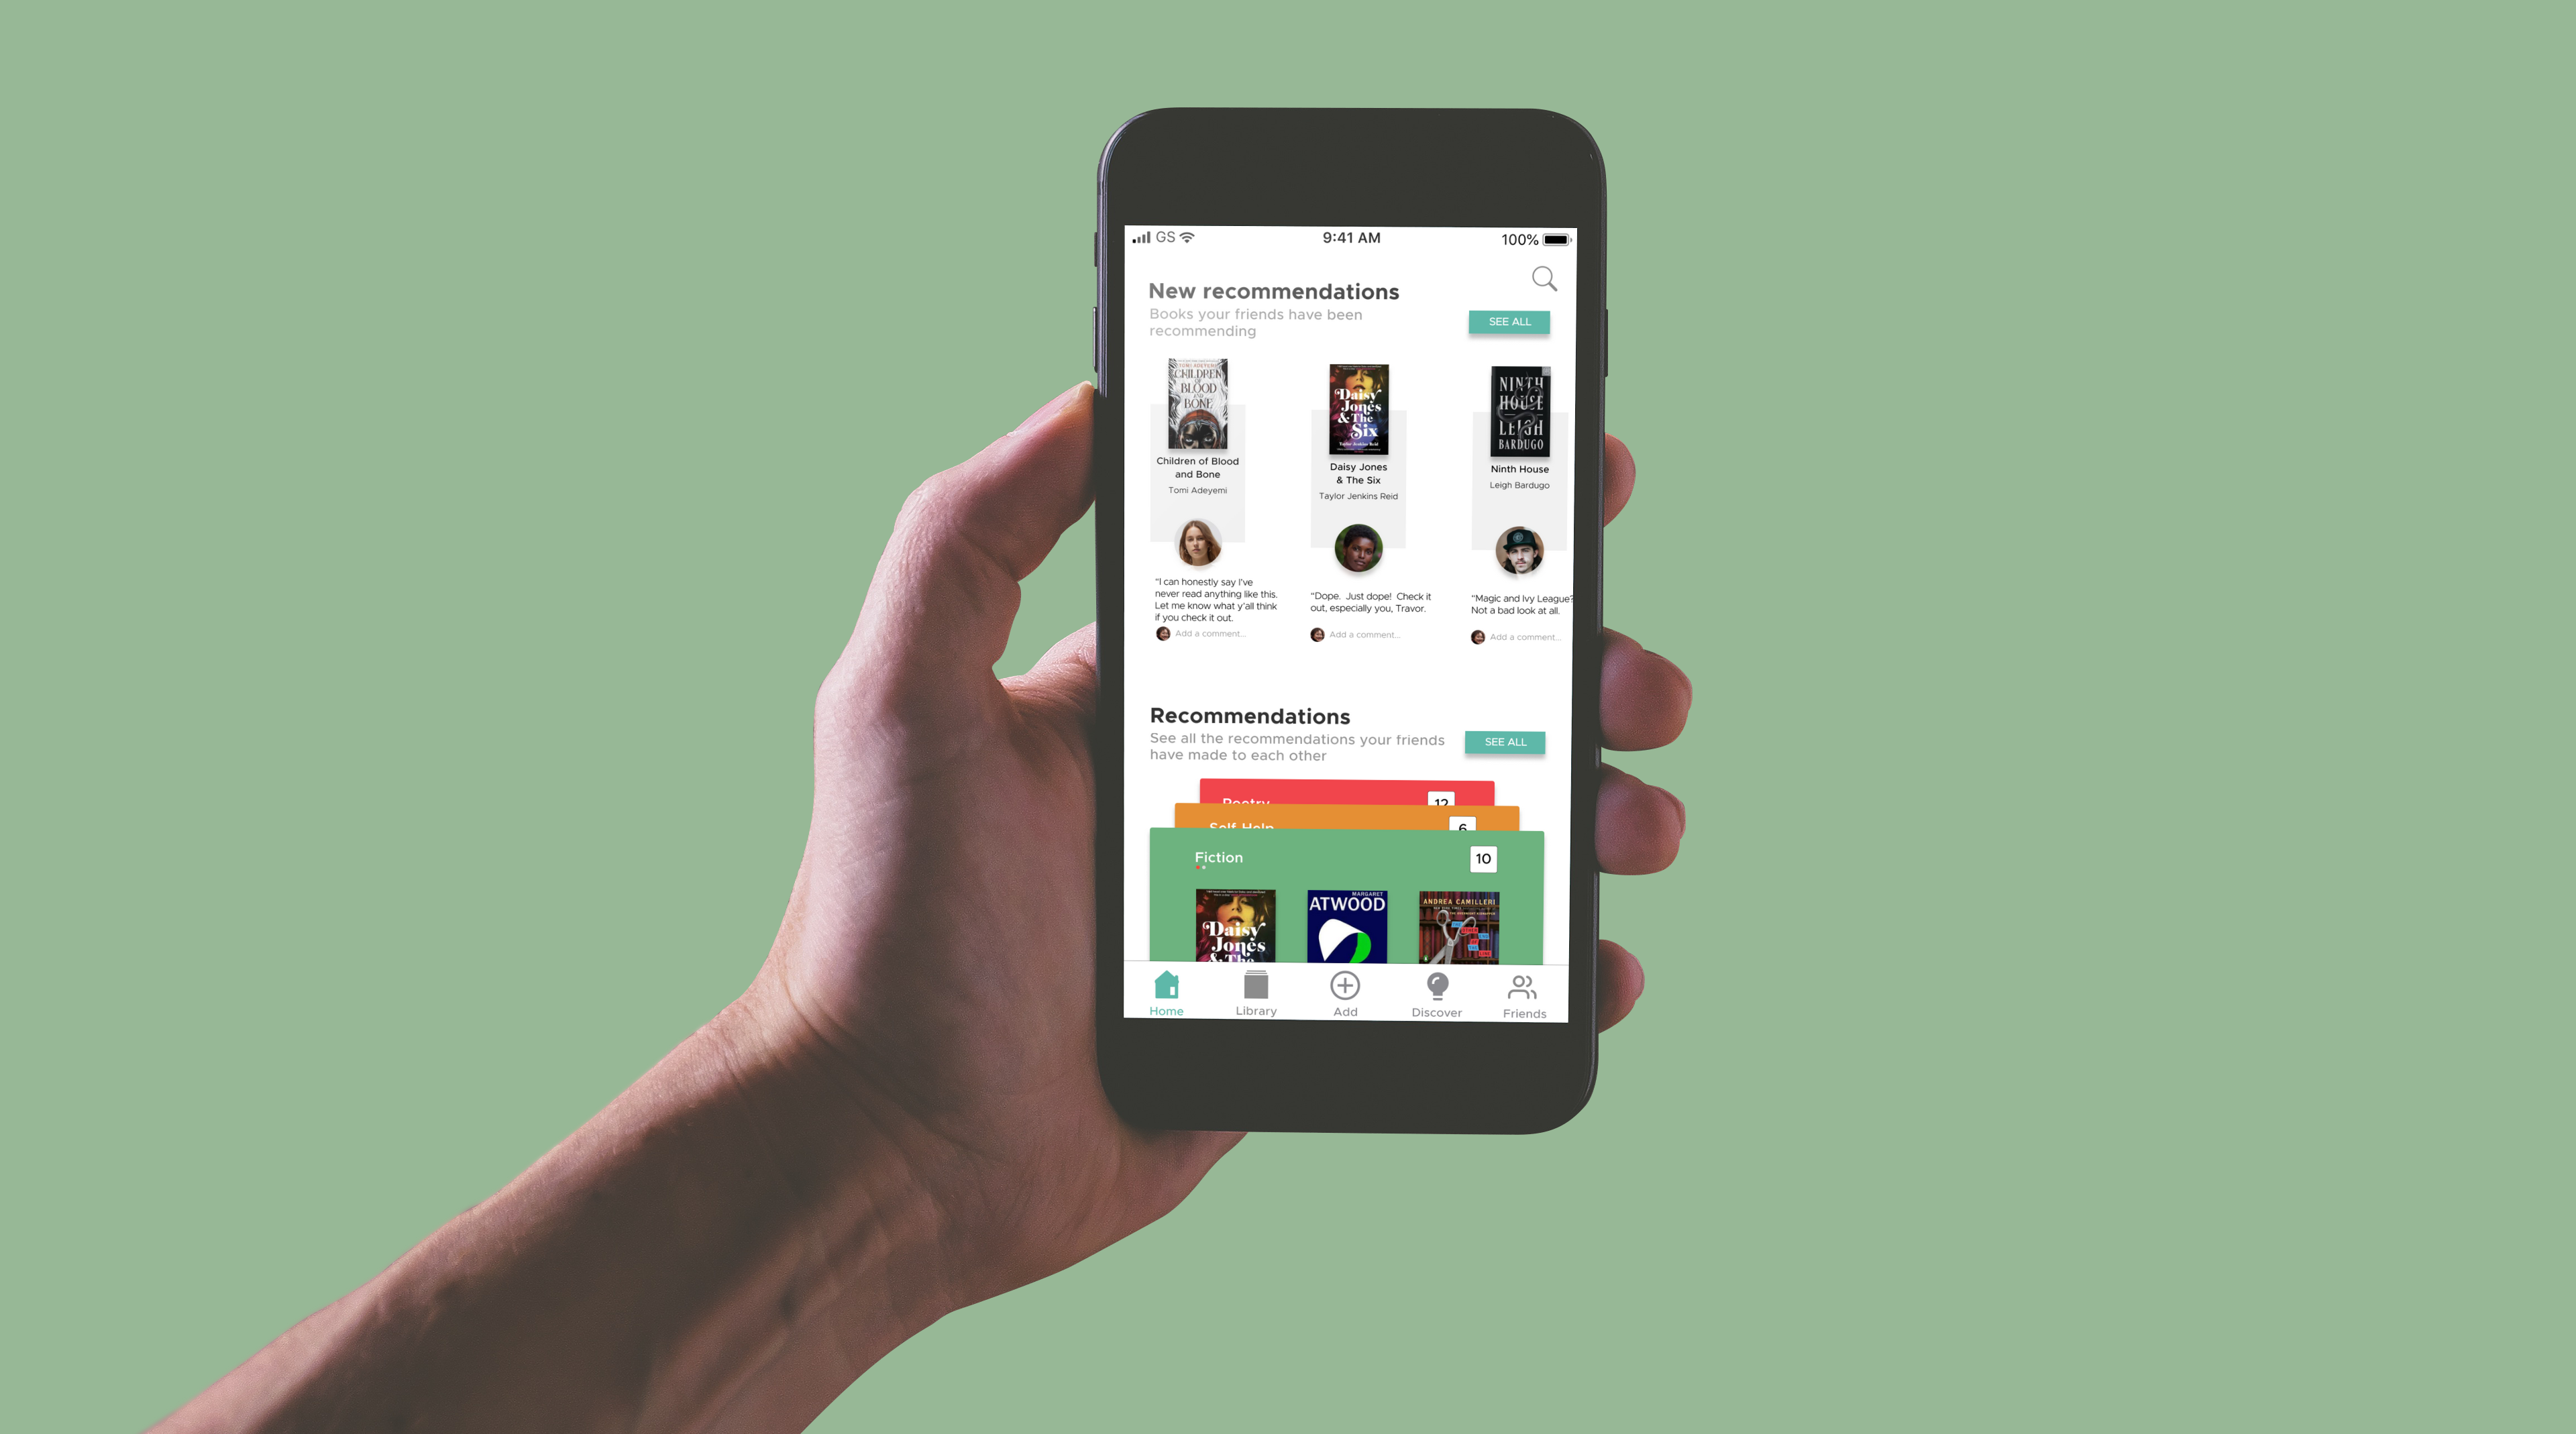 GS
9:41 AM
100%
New recommendations
Books your friends have been
recommending
SEE ALL
TOMI ADEYEMI
CHILDREN
OF
BLOOD
AND
BONE
Children of Blood
and Bone
Tomi Adeyemi
“I can honestly say I've
never read anything like this.
Let me know what y'all think
if you check it out.
Add a comment...
Daisy
Jones
& The
Six
Taylor Jenkins Reid
Daisy Jones
& The Six
Taylor Jenkins Reid
“Dope. Just dope! Check it
out, especially you, Travor.
Add a comment...
NINTH
HOUSE
LEIGH
BARDUGO
Ninth House
Leigh Bardugo
“Magic and Ivy League?
Not a bad look at all.
Add a comment...
Recommendations
See all the recommendations your friends
have made to each other
SEE ALL
Poetry 12
Self-Help 6
Fiction 10
Daisy
Jones
& The
MARGARET
ATWOOD
ANDREA CAMILLERI
Home
Library
Add
Discover
Friends